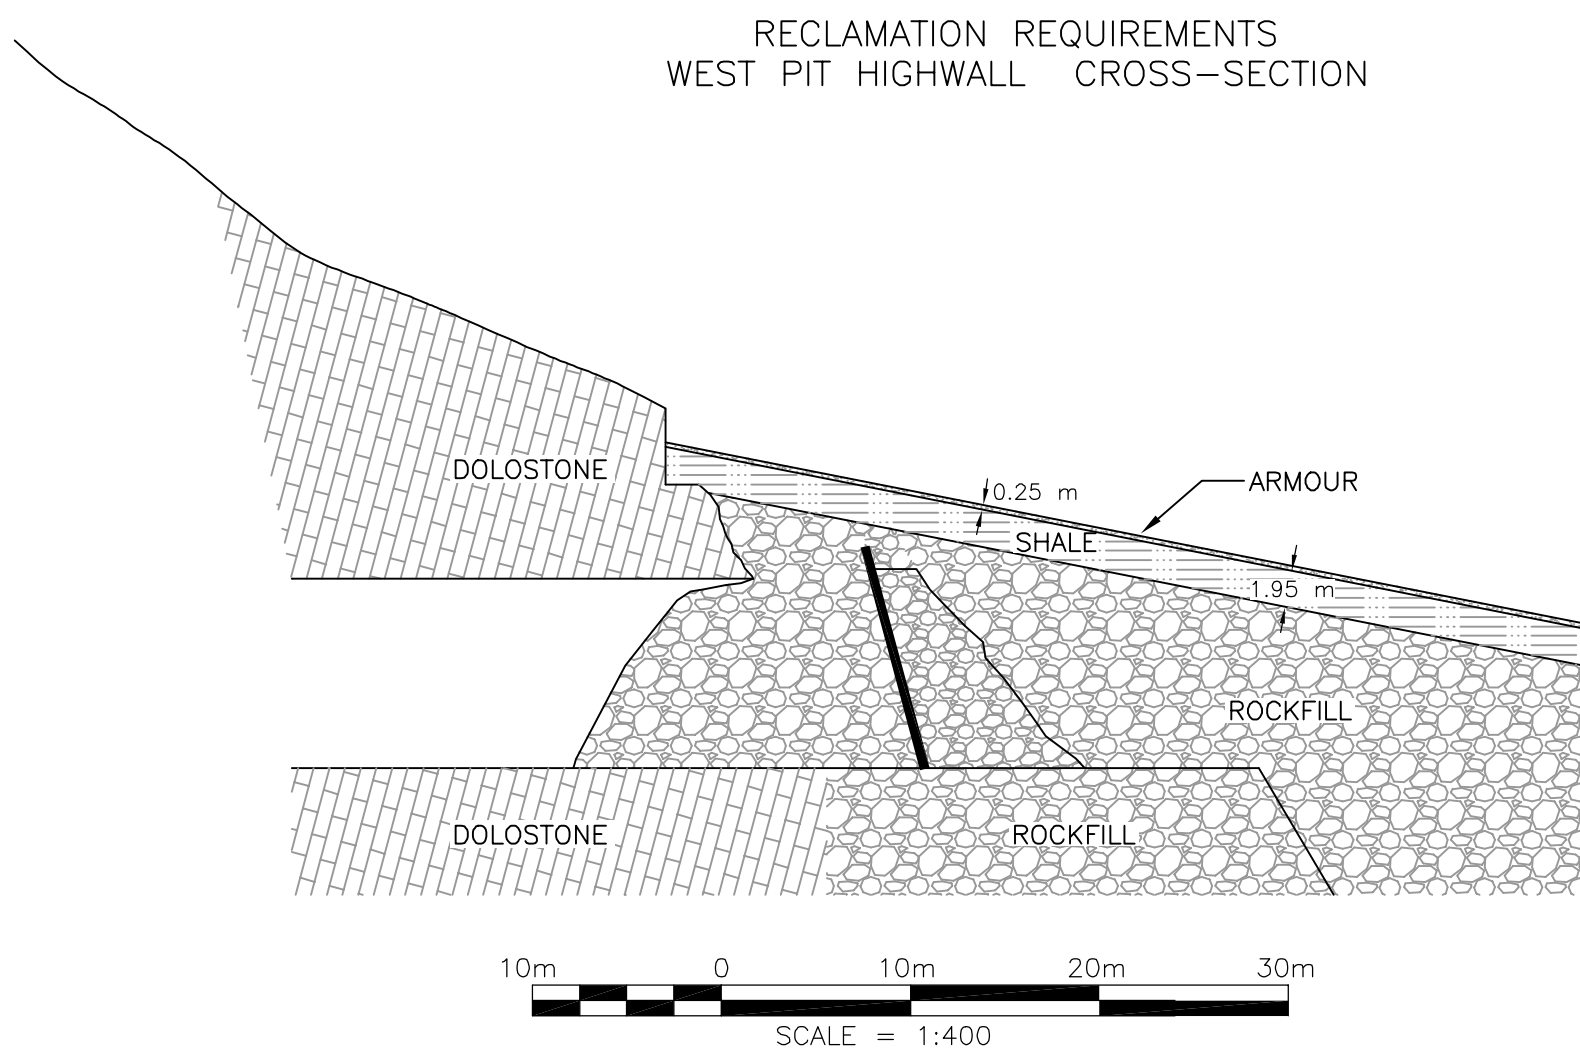 RECLAMATION REQUIREMENTS
WEST PIT HIGHWALL CROSS-SECTION
DOLOSTONE
0.25 m
ARMOUR
SHALE
1.95 m
ROCKFILL
DOLOSTONE
ROCKFILL
10m 0 10m 20m 30m
SCALE = 1:400